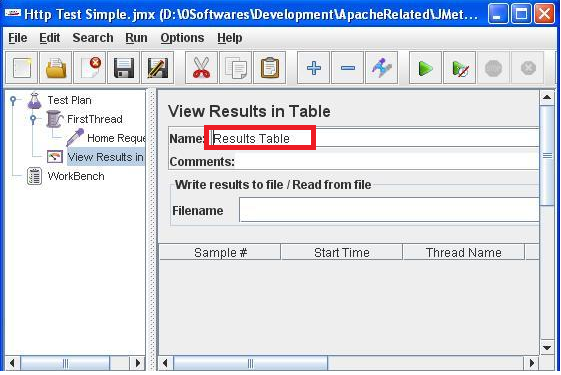 Http Test Simple.jmx (D:\0Softwares\Development\ApacheRelated\JMet...
File Edit Search Run Options Help
Test Plan
FirstThread
Home Reque
View Results in
WorkBench
View Results in Table
Name: Results Table
Comments:
Write results to file / Read from file
Filename
Sample # Start Time Thread Name